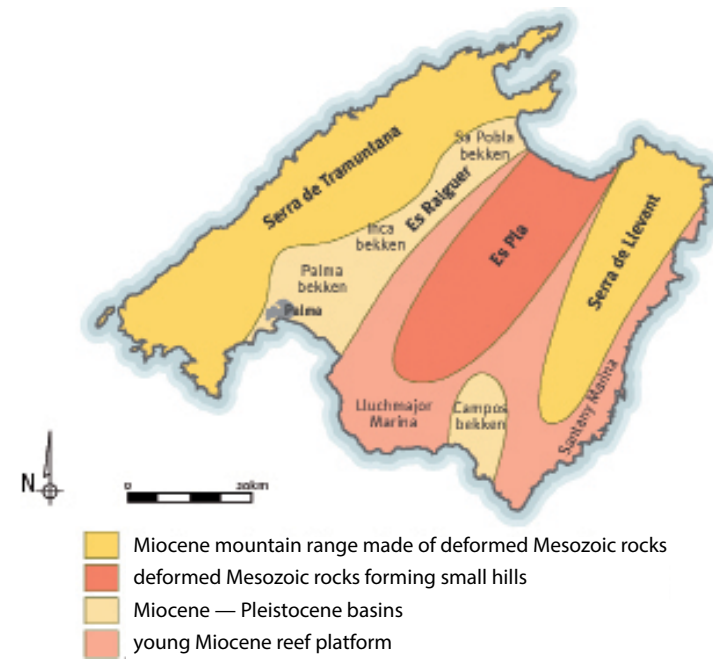 Serra de Tramuntana
Sa Pobla
bekken
Es Raiguer
Inca
bekken
Palma
bekken
Palma
Es Pla
Serra de Llevant
Lluchmajor
Marina
Campos
bekken
Santany Marina
N
0
20km
Miocene mountain range made of deformed Mesozoic rocks
deformed Mesozoic rocks forming small hills
Miocene — Pleistocene basins
young Miocene reef platform